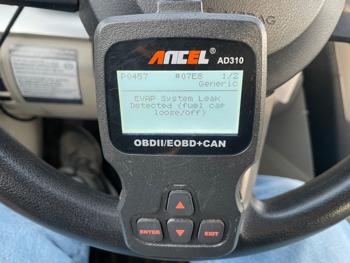 ANCEL®
AD310
P0457 #07E8 1/2
Generic
EVAP System Leak
Detected (fuel cap
loose/off)
OBDII/EOBD+CAN
ENTER
EXIT